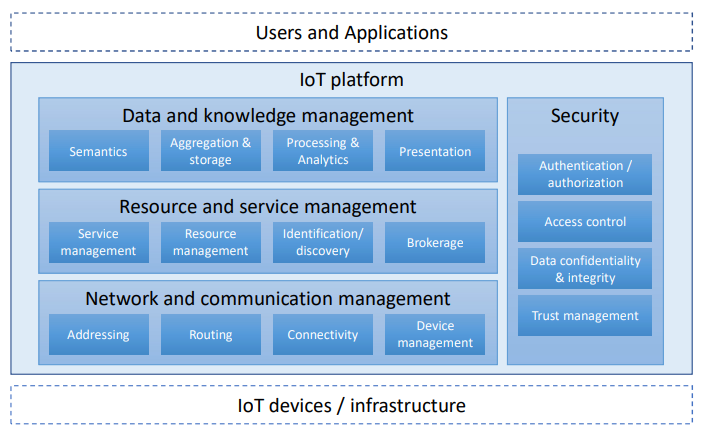 Users and Applications
IoT platform
Data and knowledge management
Semantics
Aggregation &
storage
Processing &
Analytics
Presentation
Resource and service management
Service
management
Resource
management
Identification/
discovery
Brokerage
Network and communication management
Addressing
Routing
Connectivity
Device
management
Security
Authentication /
authorization
Access control
Data confidentiality
& integrity
Trust management
IoT devices / infrastructure